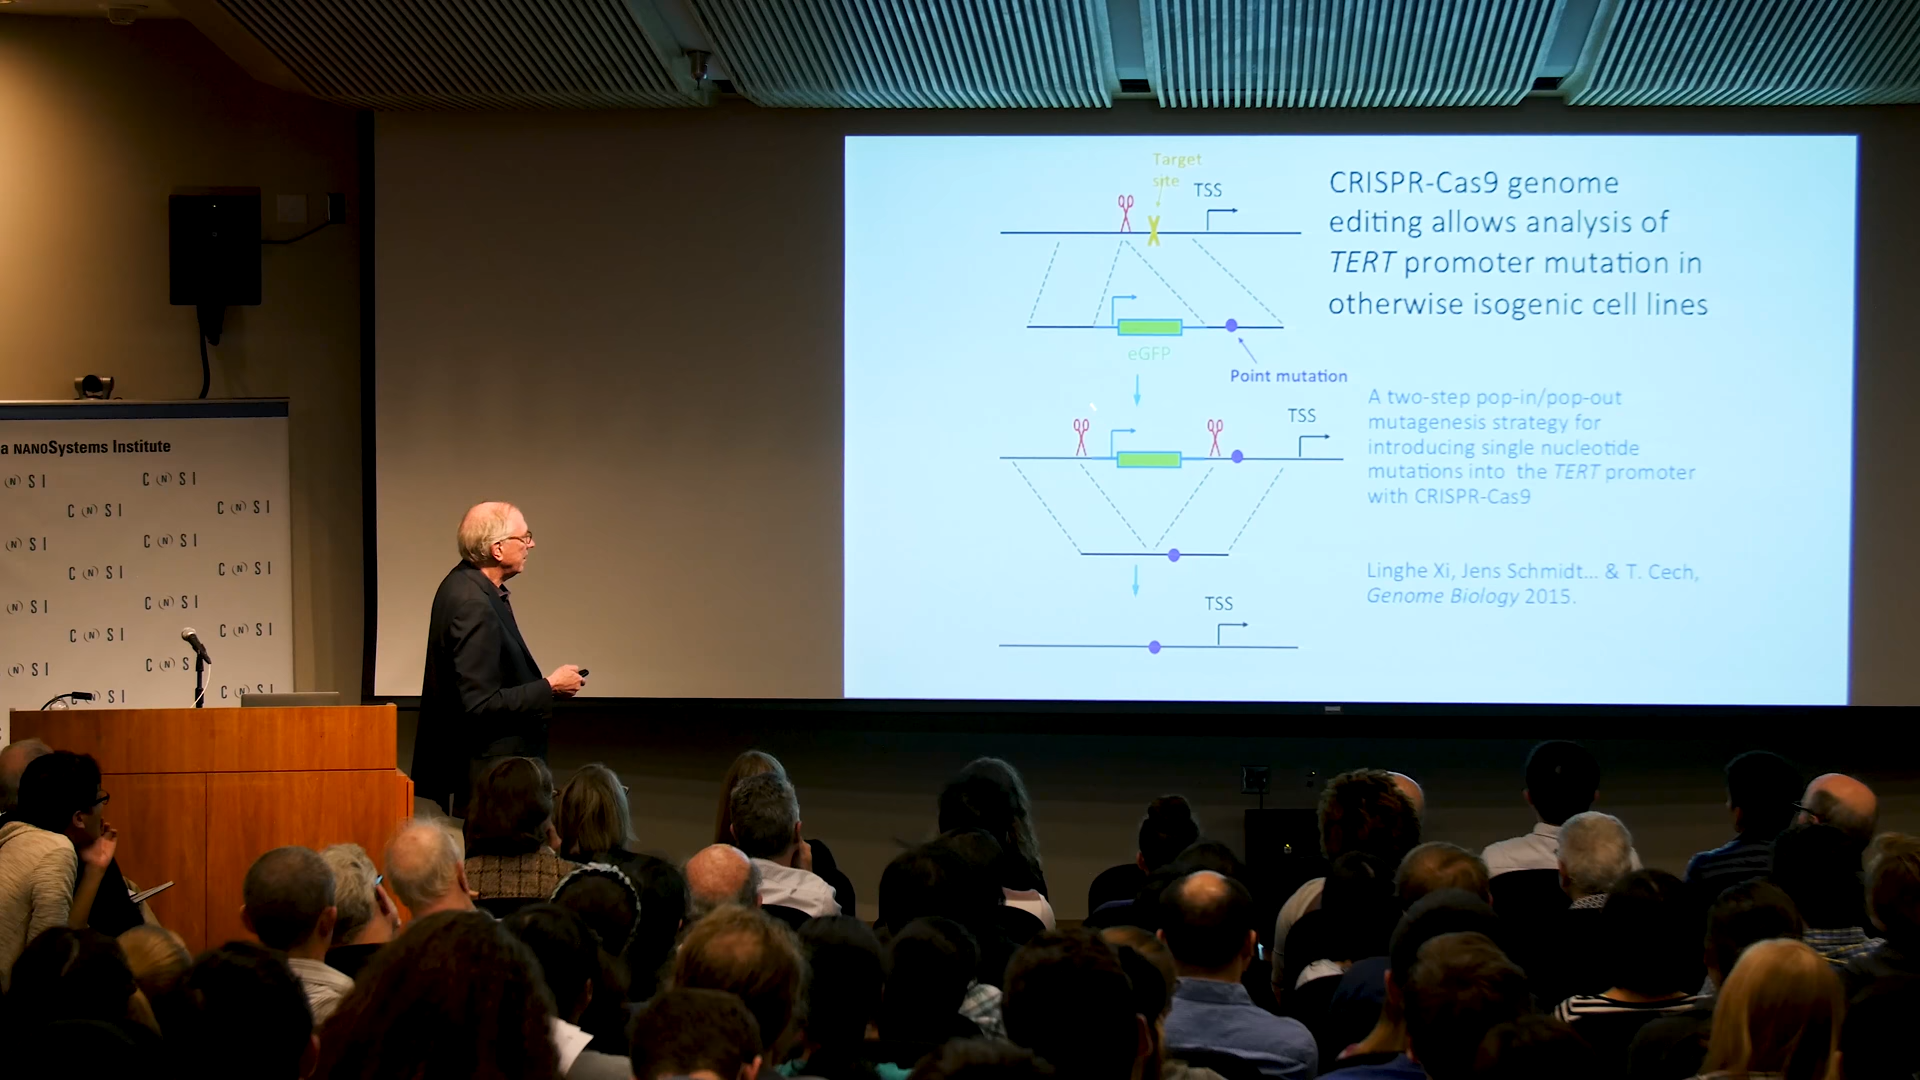 Target
site
TSS
eGFP
Point mutation
TSS
TSS
CRISPR-Cas9 genome
editing allows analysis of
TERT promoter mutation in
otherwise isogenic cell lines
A two-step pop-in/pop-out
mutagenesis strategy for
introducing single nucleotide
mutations into the TERT promoter
with CRISPR-Cas9
Linghe Xi, Jens Schmidt... & T. Cech,
Genome Biology 2015.
a NANOSystems Institute
(N) S I C (N) S I
C (N) S I C (N) S I
(N) S I C (N) S I
C (N) S I C (N) S I
(N) S I C (N) S I
C (N) S I C (N) S I
(N) S I C (N) S
C (N) S I C (N) S I